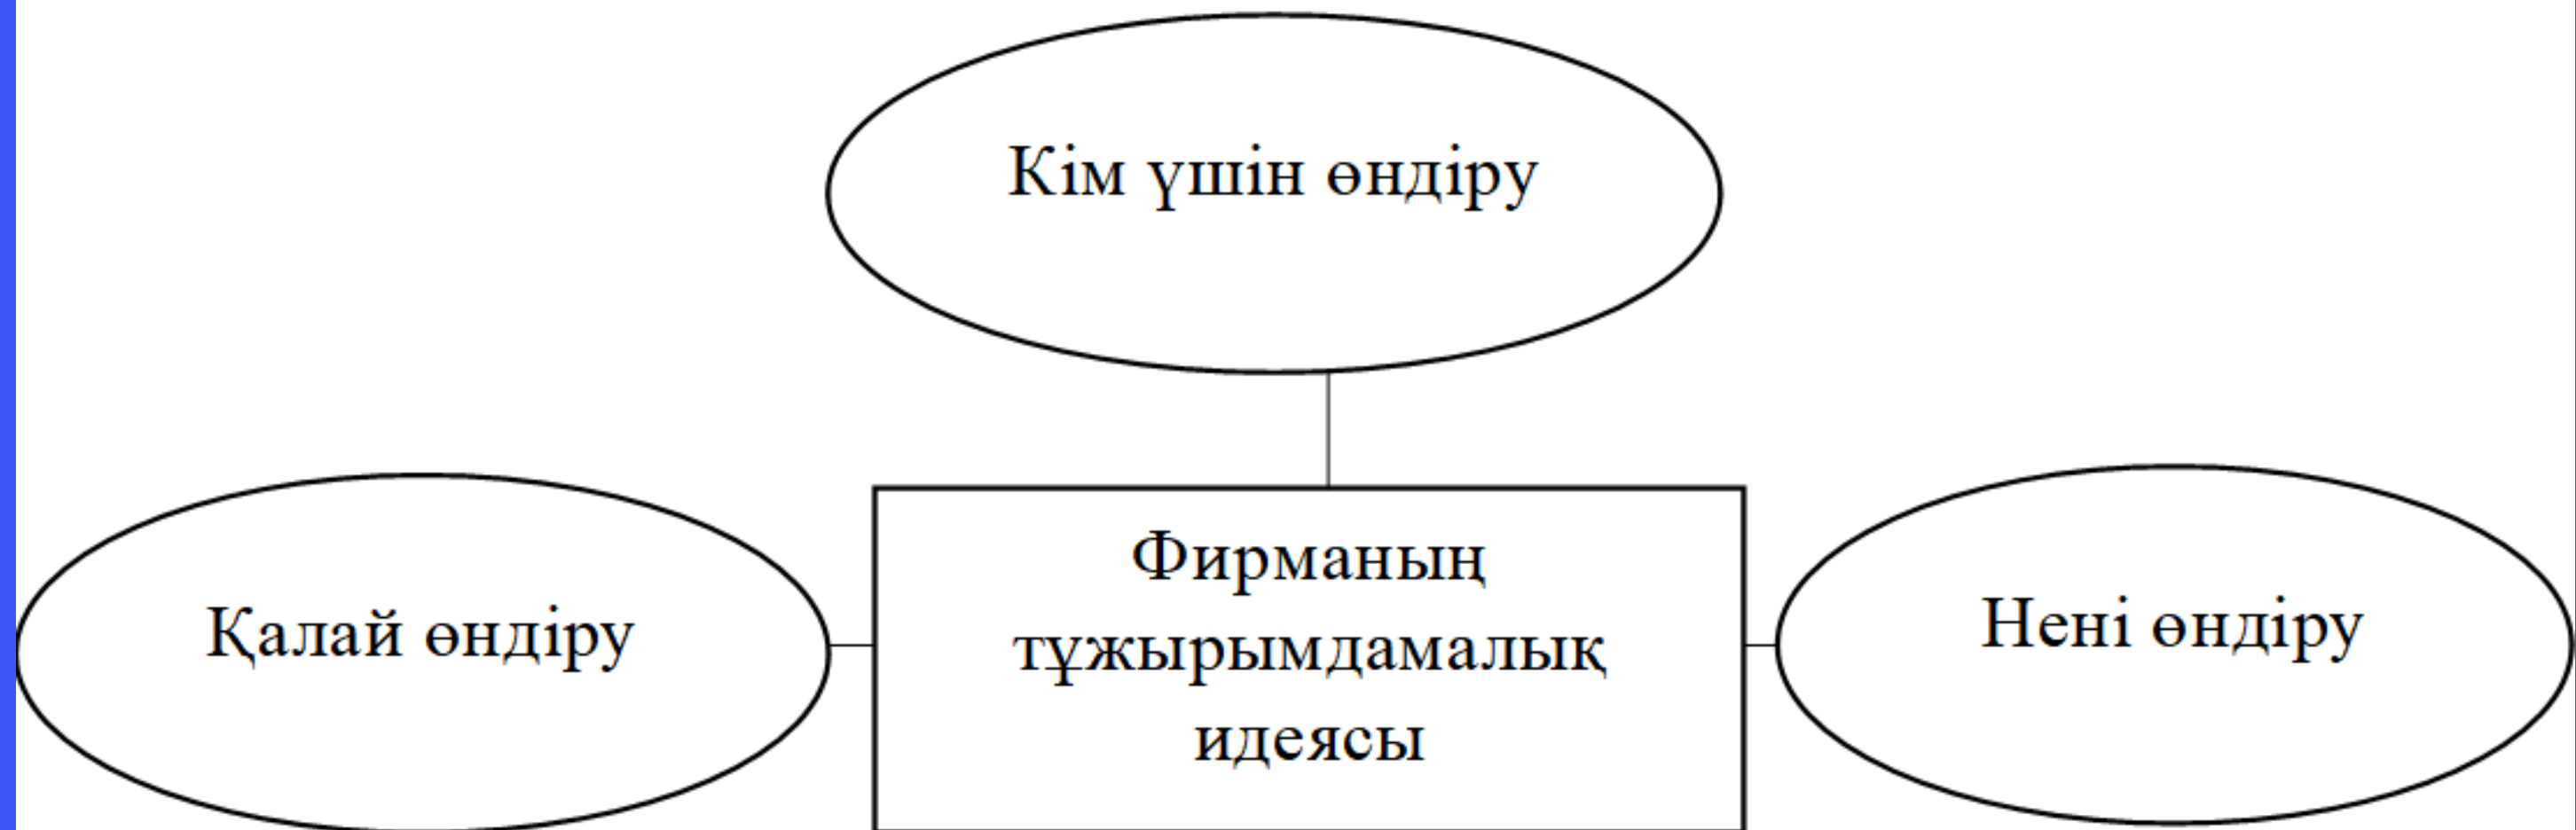 Кім үшін өндіру
Қалай өндіру
Фирманың
тұжырымдамалық
идеясы
Нені өндіру